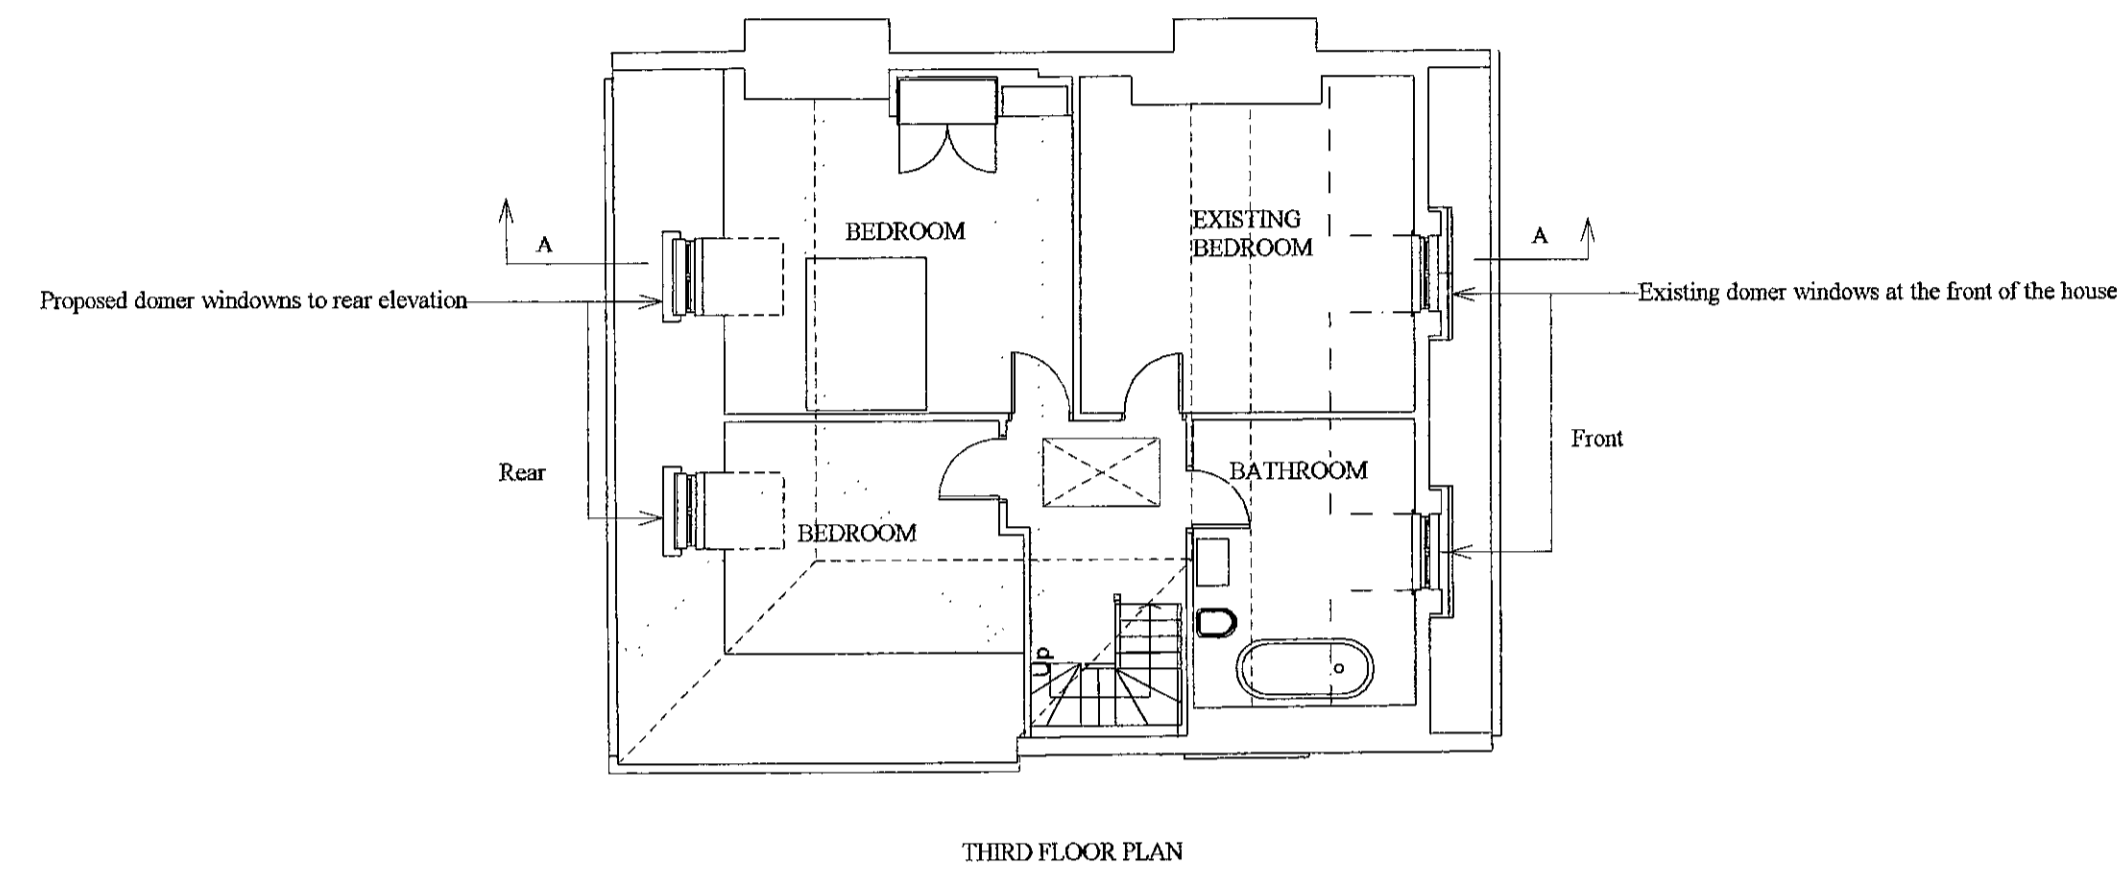 BEDROOM
EXISTING
BEDROOM
A
A
Proposed domer windowns to rear elevation
Existing domer windows at the front of the house
Front
Rear
BATHROOM
BEDROOM
Up
THIRD FLOOR PLAN